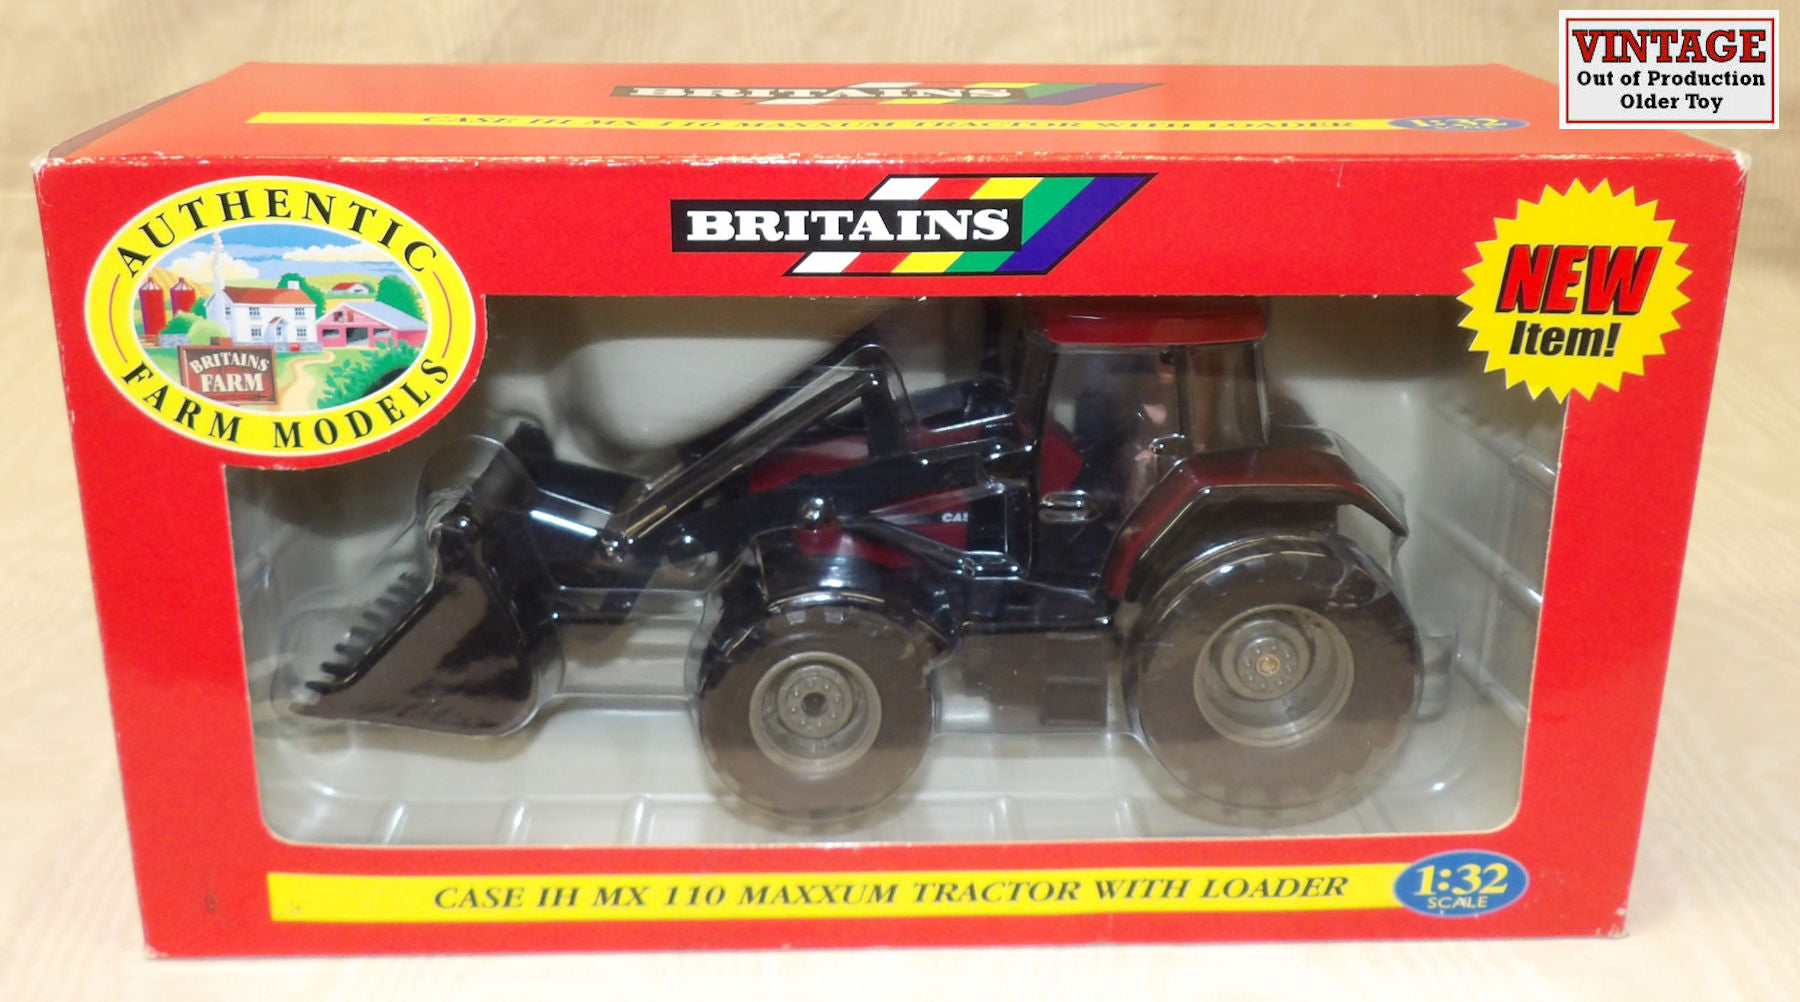 VINTAGE
Out of Production
Older Toy
BRITAINS
CASE IH MX 110 MAXXUM TRACTOR WITH LOADER
1:32
SCALE
AUTHENTIC
FARM MODELS
BRITAINS
FARM
BRITAINS
NEW
Item!
CAS
CASE IH MX 110 MAXXUM TRACTOR WITH LOADER
1:32
SCALE